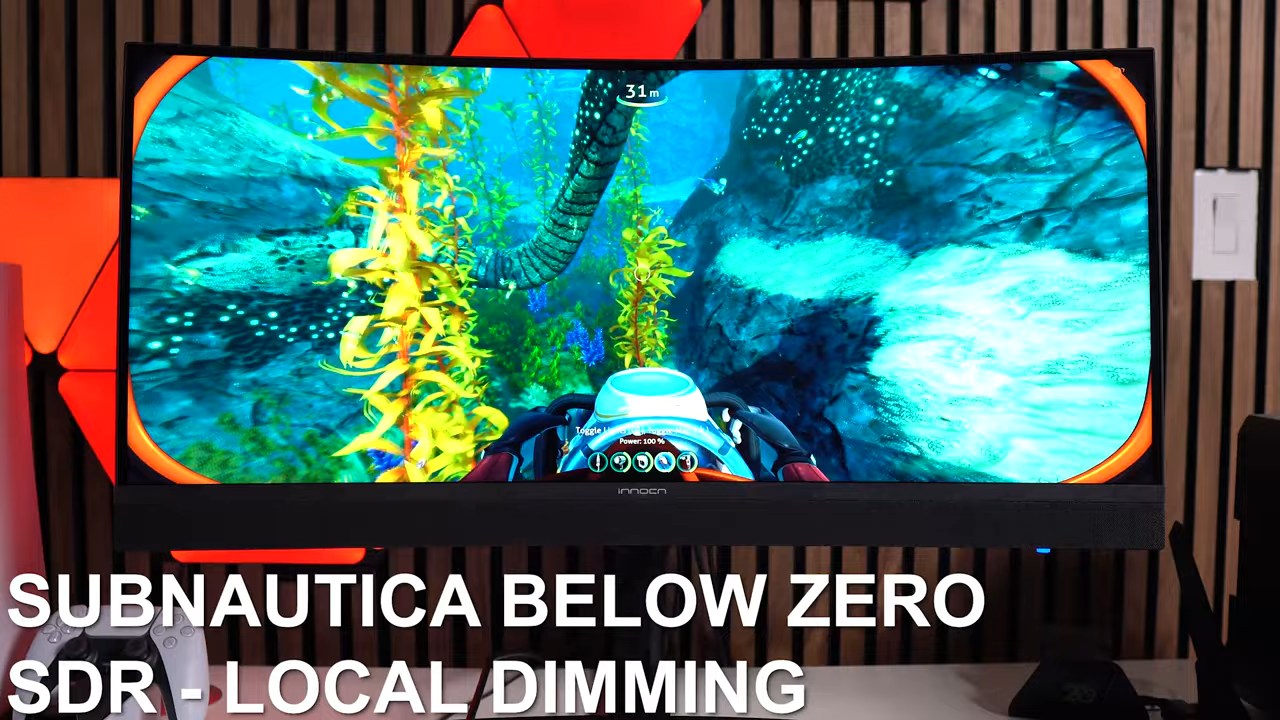 31m
Power: 100 %
INNOCN
SUBNAUTICA BELOW ZERO
SDR - LOCAL DIMMING